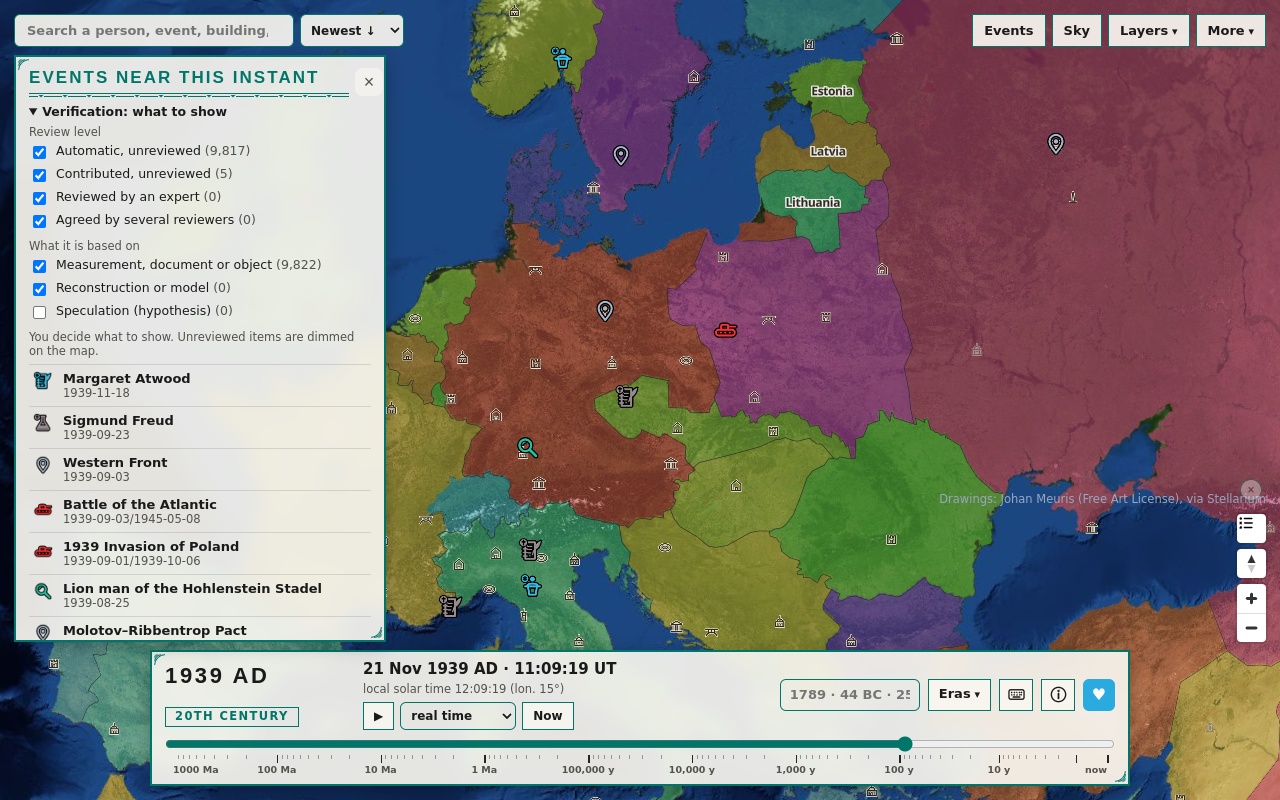 Search a person, event, building,
Newest ↓
Events
Sky
Layers ▾
More ▾
EVENTS NEAR THIS INSTANT
×
▼ Verification: what to show
Review level
Automatic, unreviewed (9,817)
Contributed, unreviewed (5)
Reviewed by an expert (0)
Agreed by several reviewers (0)
What it is based on
Measurement, document or object (9,822)
Reconstruction or model (0)
Speculation (hypothesis) (0)
You decide what to show. Unreviewed items are dimmed
on the map.
Margaret Atwood
1939-11-18
Sigmund Freud
1939-09-23
Western Front
1939-09-03
Battle of the Atlantic
1939-09-03/1945-05-08
1939 Invasion of Poland
1939-09-01/1939-10-06
Lion man of the Hohlenstein Stadel
1939-08-25
Molotov–Ribbentrop Pact
Estonia
Latvia
Lithuania
Drawings: Johan Meuris (Free Art License), via Stellarium
1939 AD
20TH CENTURY
21 Nov 1939 AD · 11:09:19 UT
local solar time 12:09:19 (lon. 15°)
▶
real time
Now
1789 · 44 BC · 25
Eras ▾
1000 Ma
100 Ma
10 Ma
1 Ma
100,000 y
10,000 y
1,000 y
100 y
10 y
now